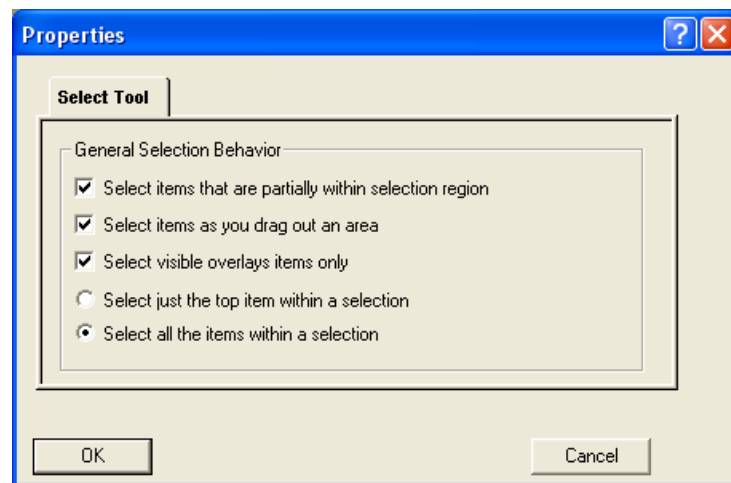 Properties
Select Tool
General Selection Behavior
Select items that are partially within selection region
Select items as you drag out an area
Select visible overlays items only
Select just the top item within a selection
Select all the items within a selection
OK
Cancel